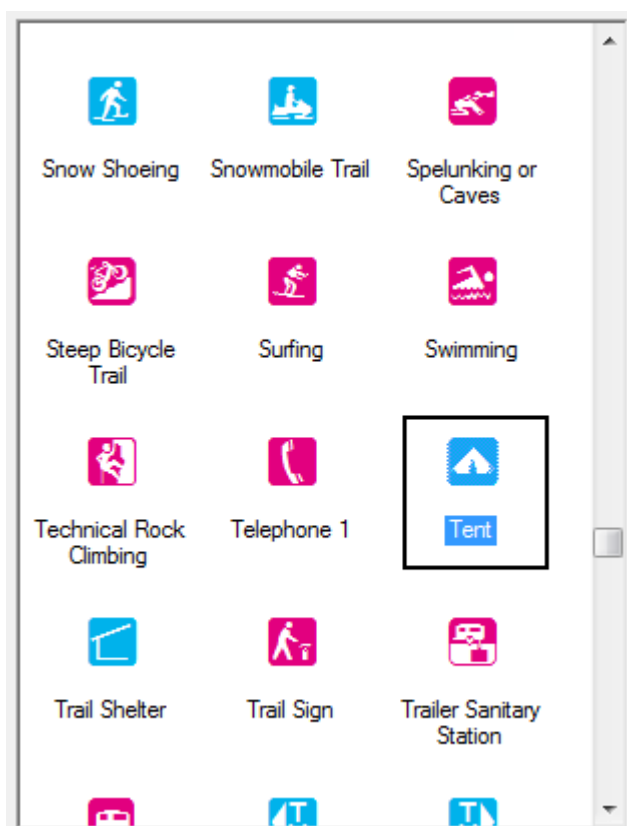 Snow Shoeing
Snowmobile Trail
Spelunking or
Caves
Steep Bicycle
Trail
Surfing
Swimming
Technical Rock
Climbing
Telephone 1
Tent
Trail Shelter
Trail Sign
Trailer Sanitary
Station
T
T